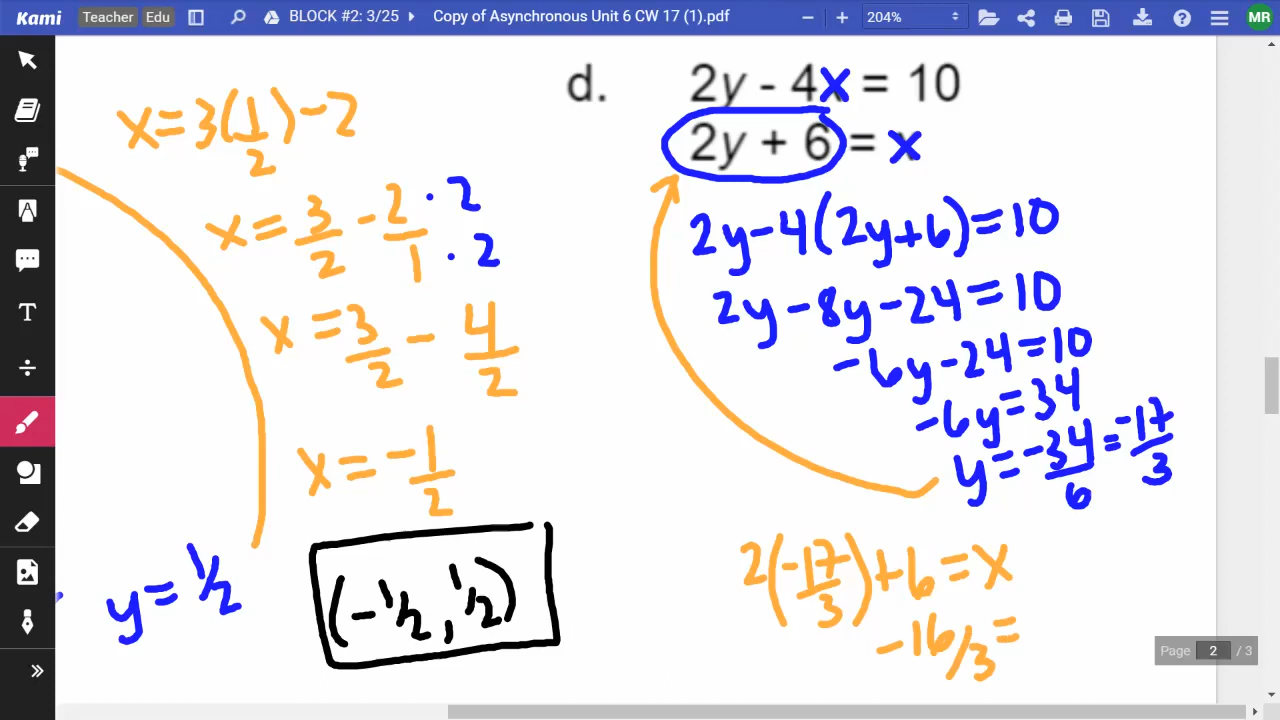 Kami
Teacher Edu BLOCK #2: 3/25 Copy of Asynchronous Unit 6 CW 17 (1).pdf 204% MR
x=3(1/2)-2
x=3/2-2/1 ·2 ·2
x=3/2-4/2
x=-1/2
y=1/2
(-1/2, 1/2)
d. 2y - 4x = 10
2y + 6 = x
2y-4(2y+6)=10
2y-8y-24=10
-6y-24=10
-6y=34
y=-34/6=-17/3
2(-17/3)+6=x
-16/3=
Page 2 / 3